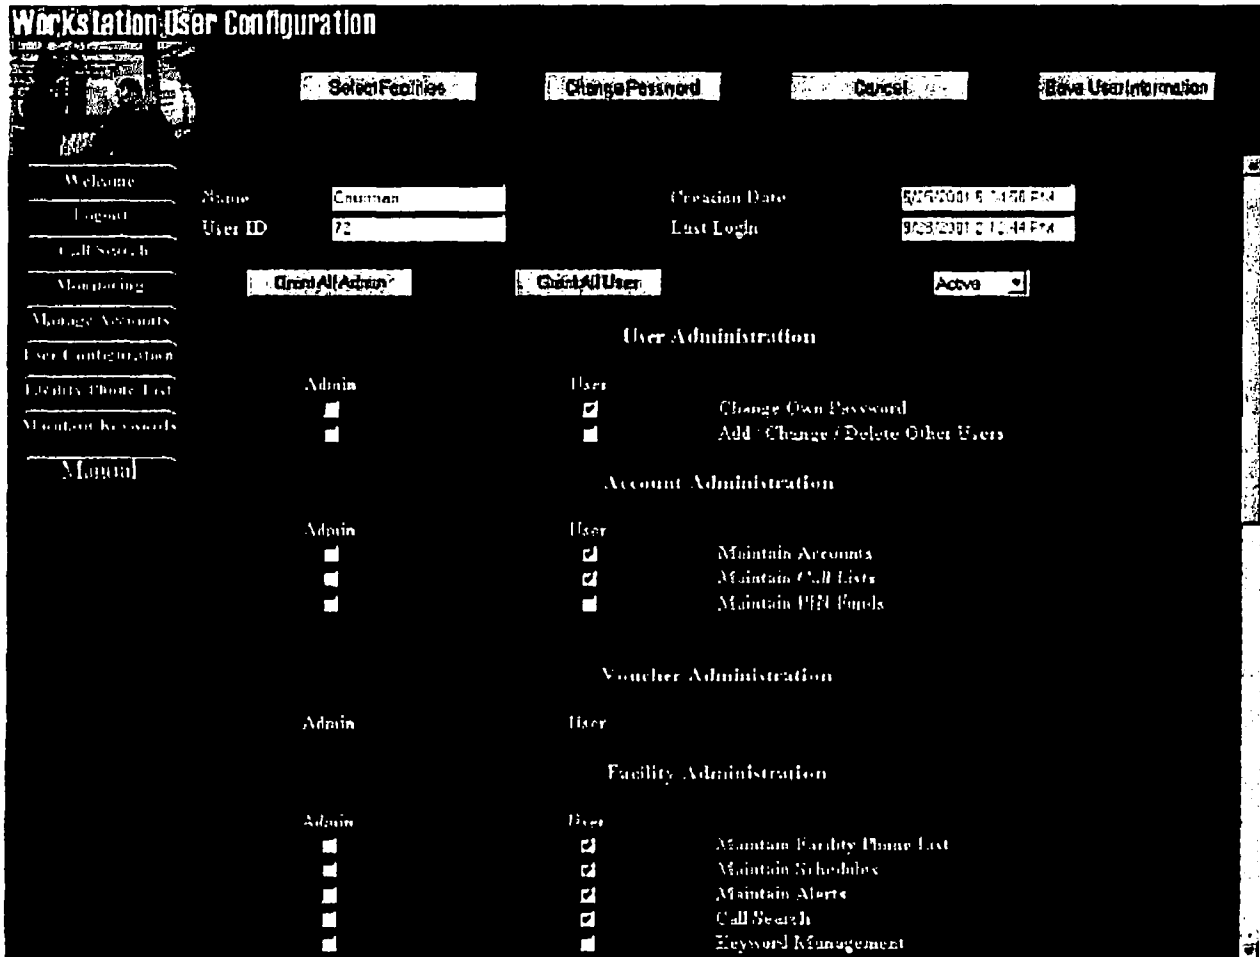 Workstation User Configuration
Select Facilities Change Password Cancel Save User Information
Welcome
Logout
Call Search
Monitoring
Manage Accounts
User Configuration
Facility Phone List
Maintain Keywords
Manual
Name Creation Date
User ID 72 Last Login
Grant All Admin Grant All User Active
User Administration
Admin User
Change Own Password
Add / Change / Delete Other Users
Account Administration
Admin User
Maintain Accounts
Maintain Call Lists
Maintain PIN Funds
Voucher Administration
Admin User
Facility Administration
Admin User
Maintain Facility Phone List
Maintain Schedules
Maintain Alerts
Call Search
Keyword Management